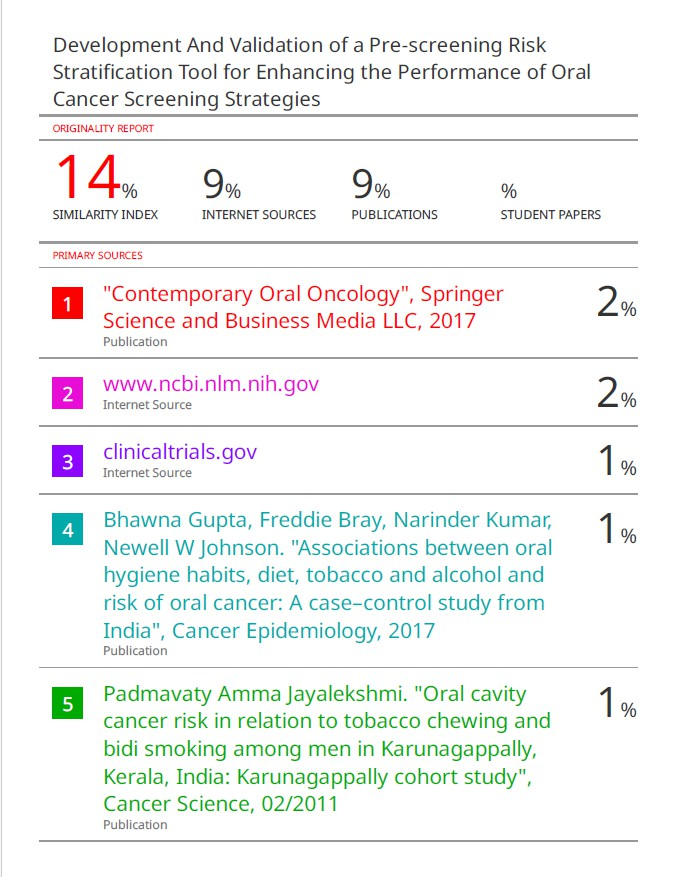 Development And Validation of a Pre-screening Risk
Stratification Tool for Enhancing the Performance of Oral
Cancer Screening Strategies
ORIGINALITY REPORT
14% 9% 9% %
SIMILARITY INDEX INTERNET SOURCES PUBLICATIONS STUDENT PAPERS
PRIMARY SOURCES
1 "Contemporary Oral Oncology", Springer 2%
Science and Business Media LLC, 2017
Publication
2 www.ncbi.nlm.nih.gov 2%
Internet Source
3 clinicaltrials.gov 1%
Internet Source
4 Bhawna Gupta, Freddie Bray, Narinder Kumar, 1%
Newell W Johnson. "Associations between oral
hygiene habits, diet, tobacco and alcohol and
risk of oral cancer: A case–control study from
India", Cancer Epidemiology, 2017
Publication
5 Padmavaty Amma Jayalekshmi. "Oral cavity 1%
cancer risk in relation to tobacco chewing and
bidi smoking among men in Karunagappally,
Kerala, India: Karunagappally cohort study",
Cancer Science, 02/2011
Publication